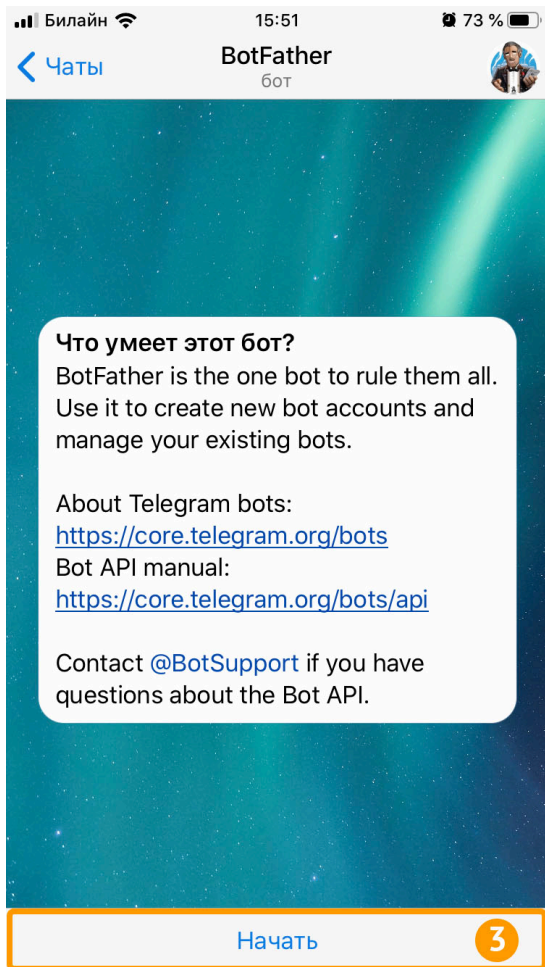 Билайн 15:51 73 %
Чаты
BotFather
бот
Что умеет этот бот?
BotFather is the one bot to rule them all.
Use it to create new bot accounts and
manage your existing bots.
About Telegram bots:
https://core.telegram.org/bots
Bot API manual:
https://core.telegram.org/bots/api
Contact @BotSupport if you have
questions about the Bot API.
Начать 3